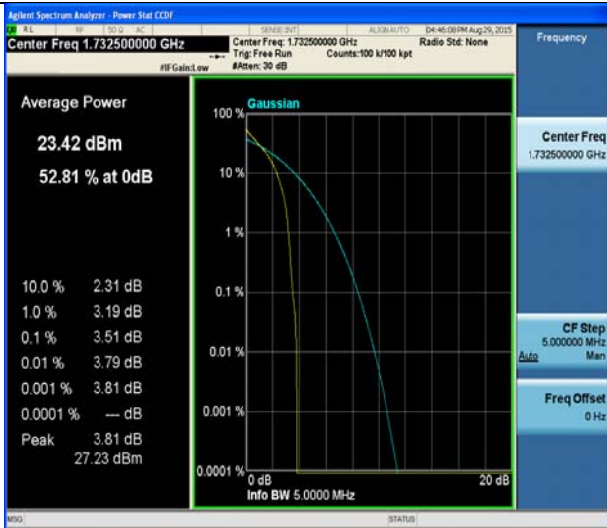 Agilent Spectrum Analyzer - Power Stat CCDF
RL RF 50 Ω AC SENSE:INT ALIGN AUTO 04:46:08 PM Aug 29, 2015
Center Freq 1.732500000 GHz
Center Freq: 1.732500000 GHz Radio Std: None
Trig: Free Run Counts:100 k/100 kpt
#IFGain:Low #Atten: 30 dB
Frequency
Average Power
23.42 dBm
52.81 % at 0dB
10.0 % 2.31 dB
1.0 % 3.19 dB
0.1 % 3.51 dB
0.01 % 3.79 dB
0.001 % 3.81 dB
0.0001 % --- dB
Peak 3.81 dB
27.23 dBm
Gaussian
100 %
10 %
1 %
0.1 %
0.01 %
0.001 %
0.0001 %
0 dB 20 dB
Info BW 5.0000 MHz
Center Freq
1.732500000 GHz
CF Step
5.000000 MHz
Auto Man
Freq Offset
0 Hz
MSG STATUS